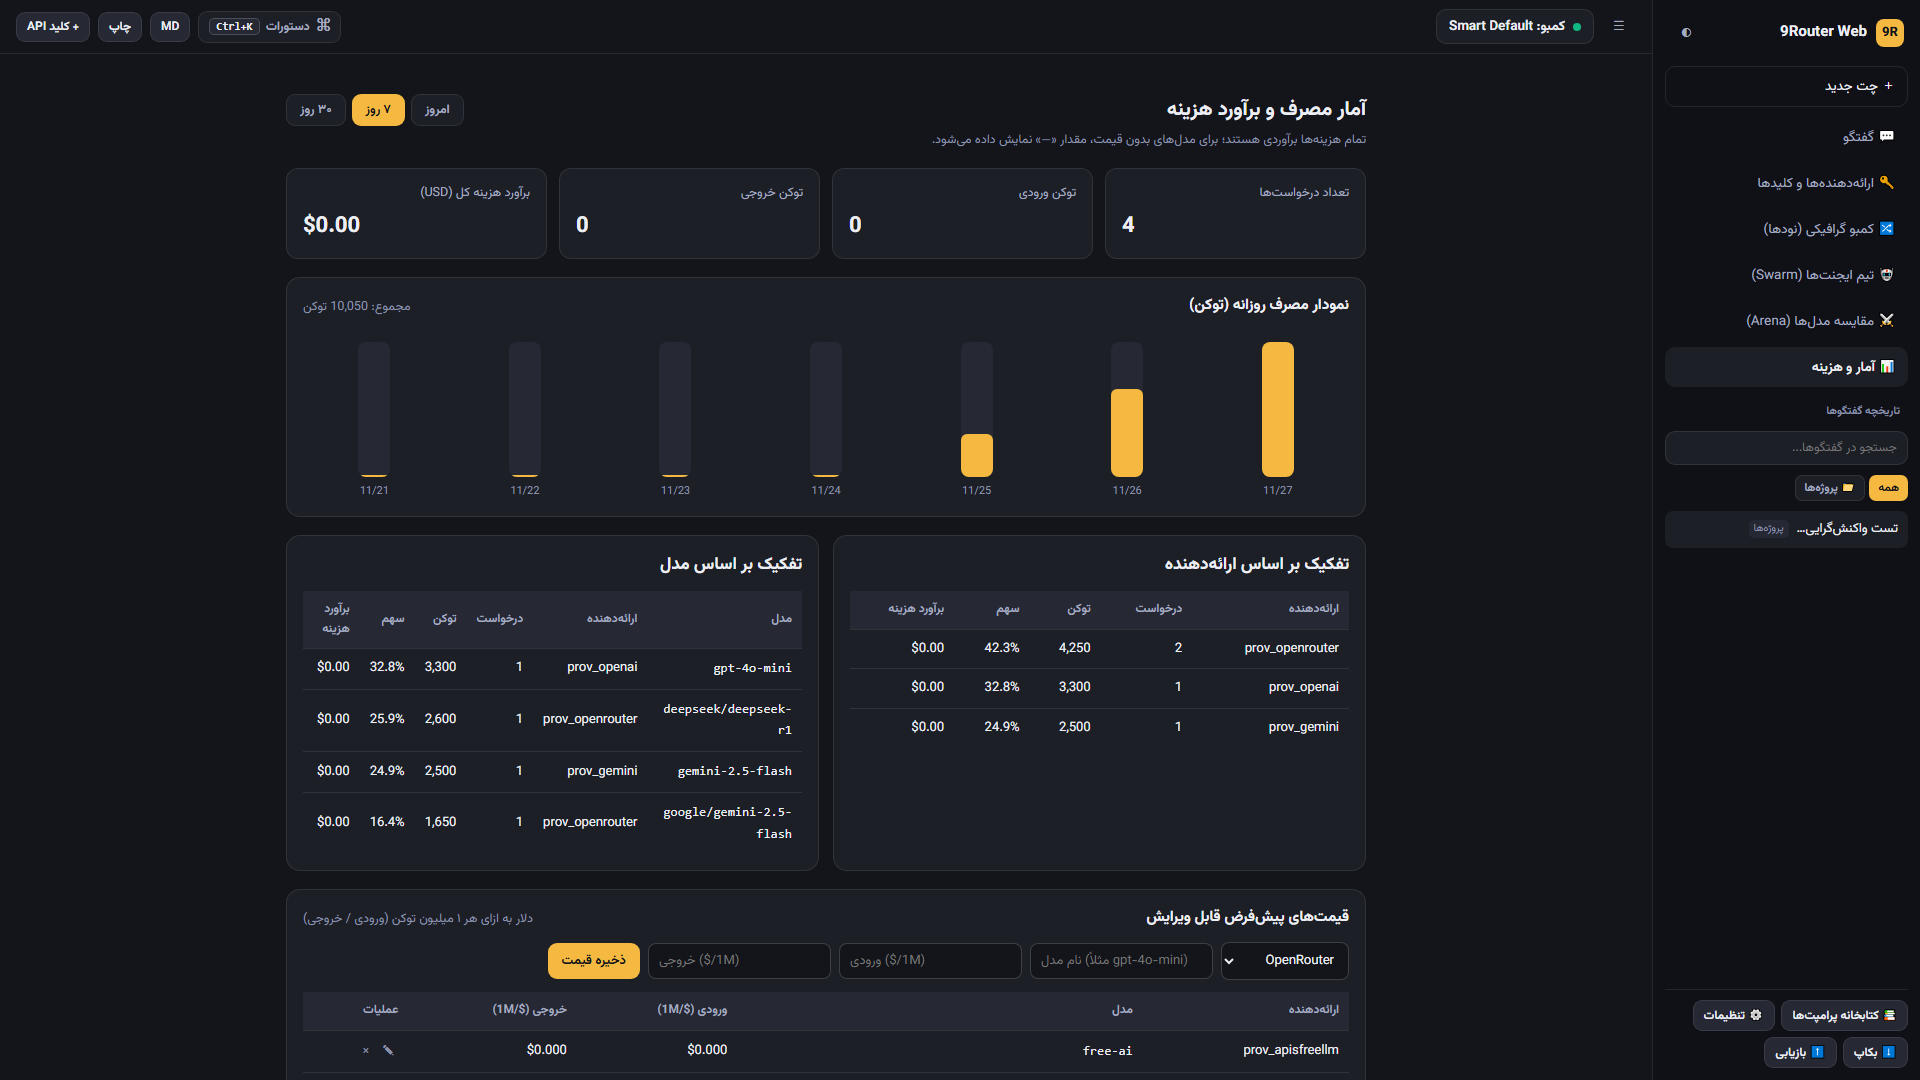 9R 9Router Web
+ چت جدید
گفتگو
ارائه‌دهنده‌ها و کلیدها
کمبو گرافیکی (نودها)
تیم ایجنت‌ها (Swarm)
مقایسه مدل‌ها (Arena)
آمار و هزینه
تاریخچه گفتگوها
جستجو در گفتگوها...
همه پروژه‌ها
تست واکنش‌گرایی... پروژه‌ها
کتابخانه پرامپت‌ها تنظیمات
بکاپ بازیابی
کمبو: Smart Default
⌘ دستورات Ctrl+K
MD
چاپ
+ کلید API
آمار مصرف و برآورد هزینه
تمام هزینه‌ها برآوردی هستند؛ برای مدل‌های بدون قیمت، مقدار «—» نمایش داده می‌شود.
امروز ۷ روز ۳۰ روز
تعداد درخواست‌ها
4
توکن ورودی
0
توکن خروجی
0
برآورد هزینه کل (USD)
$0.00
نمودار مصرف روزانه (توکن)
مجموع: 10,050 توکن
11/27 11/26 11/25 11/24 11/23 11/22 11/21
تفکیک بر اساس ارائه‌دهنده
ارائه‌دهنده درخواست توکن سهم برآورد هزینه
prov_openrouter 2 4,250 42.3% $0.00
prov_openai 1 3,300 32.8% $0.00
prov_gemini 1 2,500 24.9% $0.00
تفکیک بر اساس مدل
مدل ارائه‌دهنده درخواست توکن سهم برآورد هزینه
gpt-4o-mini prov_openai 1 3,300 32.8% $0.00
deepseek/deepseek-r1 prov_openrouter 1 2,600 25.9% $0.00
gemini-2.5-flash prov_gemini 1 2,500 24.9% $0.00
google/gemini-2.5-flash prov_openrouter 1 1,650 16.4% $0.00
قیمت‌های پیش‌فرض قابل ویرایش
دلار به ازای هر ۱ میلیون توکن (ورودی / خروجی)
OpenRouter
نام مدل (مثلاً gpt-4o-mini)
ورودی ($/1M)
خروجی ($/1M)
ذخیره قیمت
ارائه‌دهنده مدل ورودی ($/1M) خروجی ($/1M) عملیات
prov_apisfreellm free-ai $0.000 $0.000 ×